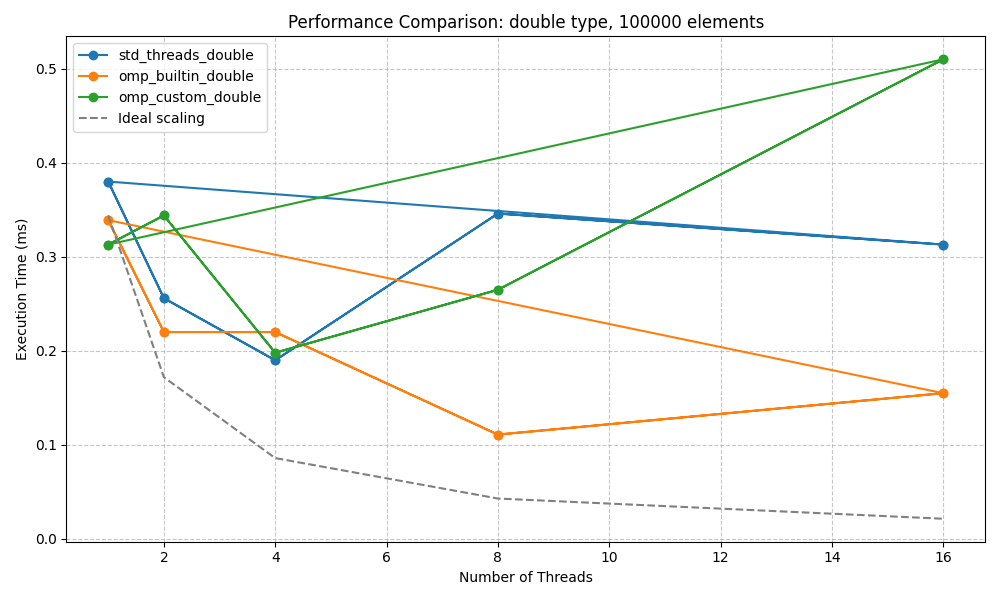 Performance Comparison: double type, 100000 elements
std_threads_double
omp_builtin_double
omp_custom_double
Ideal scaling
Execution Time (ms)
0.5
0.4
0.3
0.2
0.1
0.0
2 4 6 8 10 12 14 16
Number of Threads